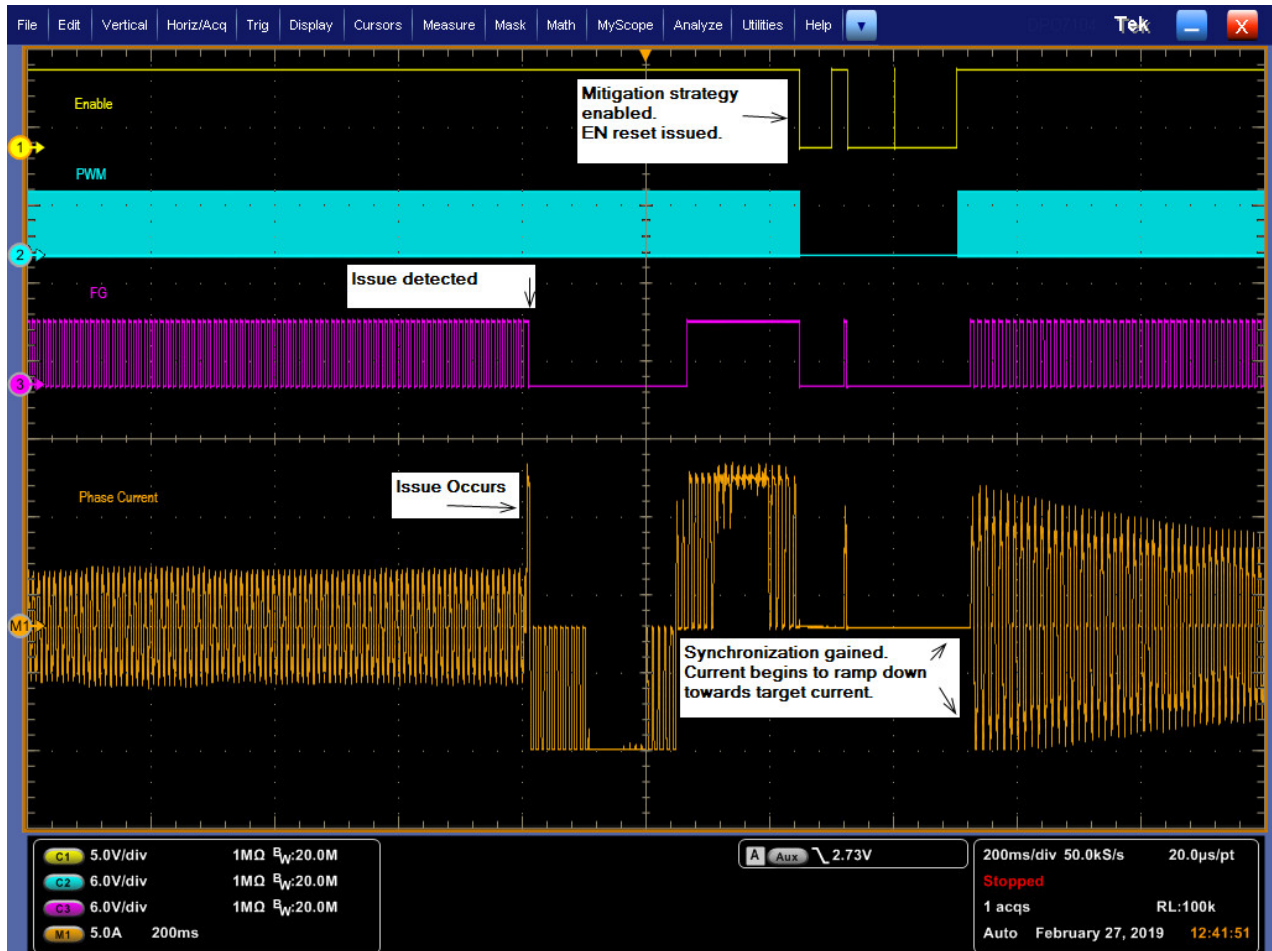 File Edit Vertical Horiz/Acq Trig Display Cursors Measure Mask Math MyScope Analyze Utilities Help Tek X
Enable
Mitigation strategy
enabled.
EN reset issued.
1
PWM
2
Issue detected
FG
3
Issue Occurs
Phase Current
M1
Synchronization gained.
Current begins to ramp down
towards target current.
C1 5.0V/div 1MΩ BW:20.0M
C2 6.0V/div 1MΩ BW:20.0M
C3 6.0V/div 1MΩ BW:20.0M
M1 5.0A 200ms
A Aux 2.73V
200ms/div 50.0kS/s 20.0µs/pt
Stopped
1 acqs RL:100k
Auto February 27, 2019 12:41:51